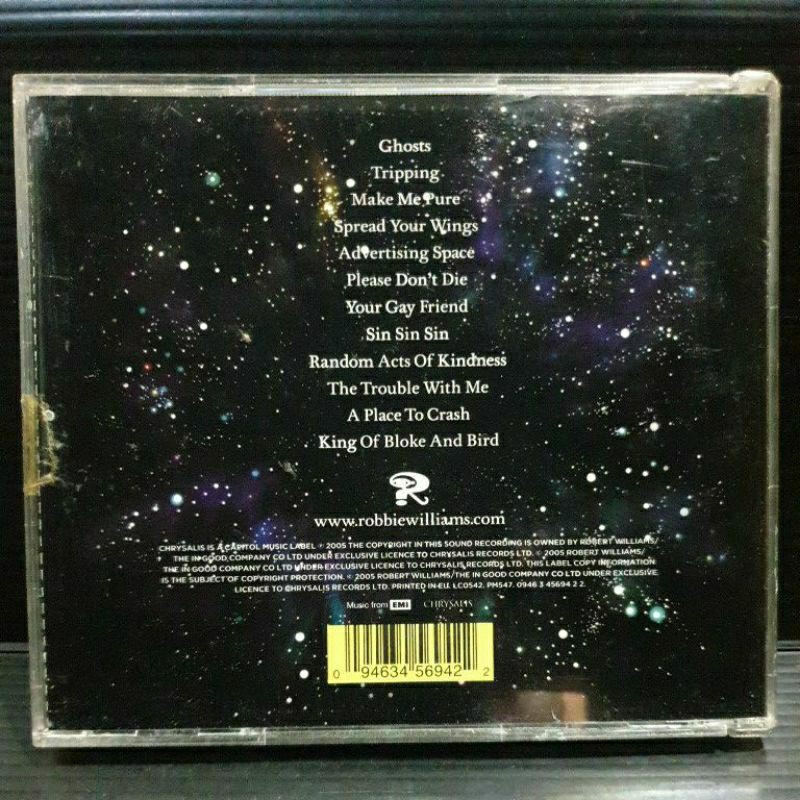 Ghosts
Tripping
Make Me Pure
Spread Your Wings
Advertising Space
Please Don't Die
Your Gay Friend
Sin Sin Sin
Random Acts Of Kindness
The Trouble With Me
A Place To Crash
King Of Bloke And Bird
R
www.robbiewilliams.com
CHRYSALIS IS A CAPITOL MUSIC LABEL ℗ 2005 THE COPYRIGHT IN THIS SOUND RECORDING IS OWNED BY ROBERT WILLIAMS/
THE IN GOOD COMPANY CO LTD UNDER EXCLUSIVE LICENCE TO CHRYSALIS RECORDS LTD. © 2005 ROBERT WILLIAMS/
THE IN GOOD COMPANY CO LTD UNDER EXCLUSIVE LICENCE TO CHRYSALIS RECORDS LTD. THIS LABEL COPY INFORMATION
IS THE SUBJECT OF COPYRIGHT PROTECTION. © 2005 ROBERT WILLIAMS/THE IN GOOD COMPANY CO LTD UNDER EXCLUSIVE
LICENCE TO CHRYSALIS RECORDS LTD. PRINTED IN EU. LC0542. PM547. 0946 3 45694 2 2.
Music from EMI CHRYSALIS
0 94634 56942 2